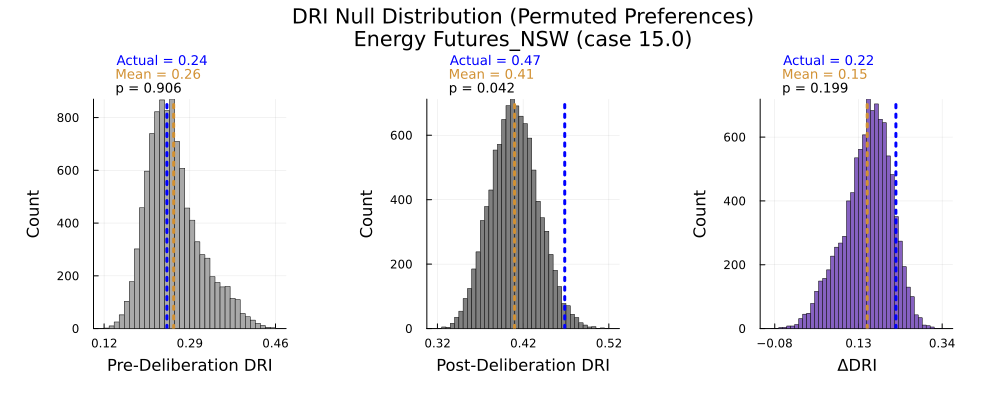 DRI Null Distribution (Permuted Preferences)
Energy Futures_NSW (case 15.0)
Actual = 0.24
Mean = 0.26
p = 0.906
Count
800
600
400
200
0
0.12
0.29
0.46
Pre-Deliberation DRI
Actual = 0.47
Mean = 0.41
p = 0.042
Count
600
400
200
0
0.32
0.42
0.52
Post-Deliberation DRI
Actual = 0.22
Mean = 0.15
p = 0.199
Count
600
400
200
0
−0.08
0.13
0.34
ΔDRI